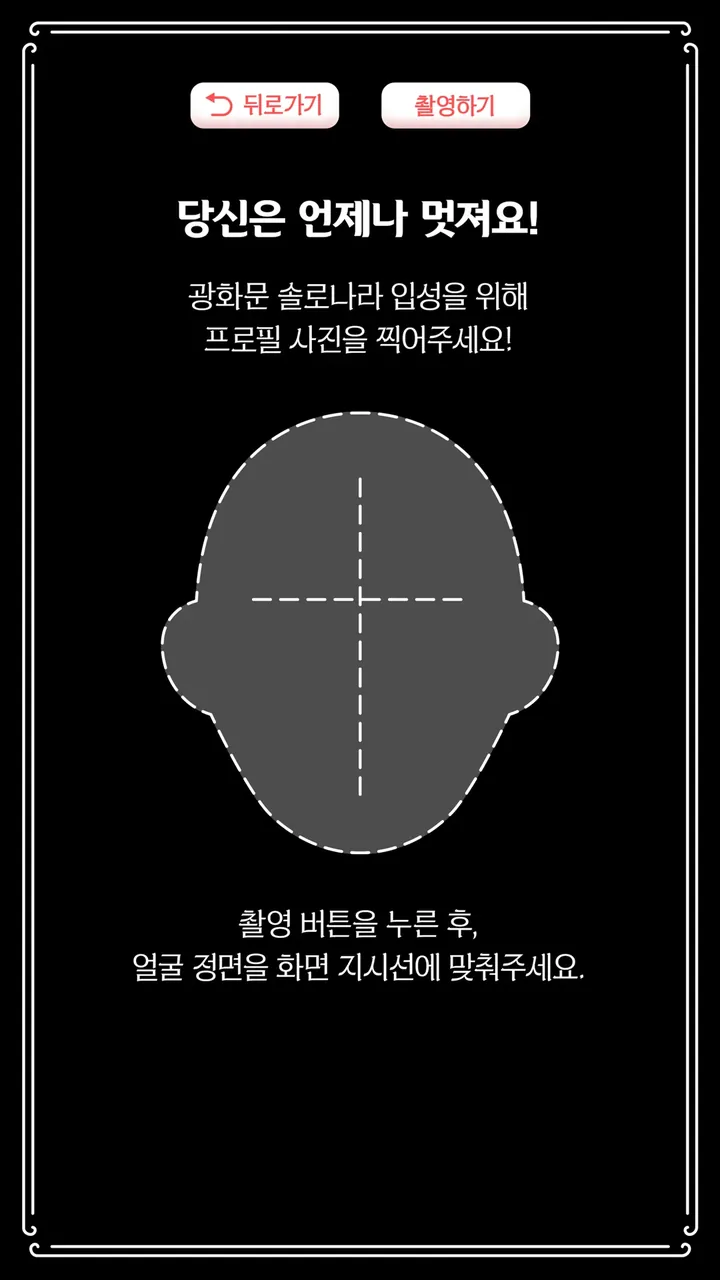 뒤로가기
촬영하기
당신은 언제나 멋져요!
광화문 솔로나라 입성을 위해
프로필 사진을 찍어주세요!
촬영 버튼을 누른 후,
얼굴 정면을 화면 지시선에 맞춰주세요.